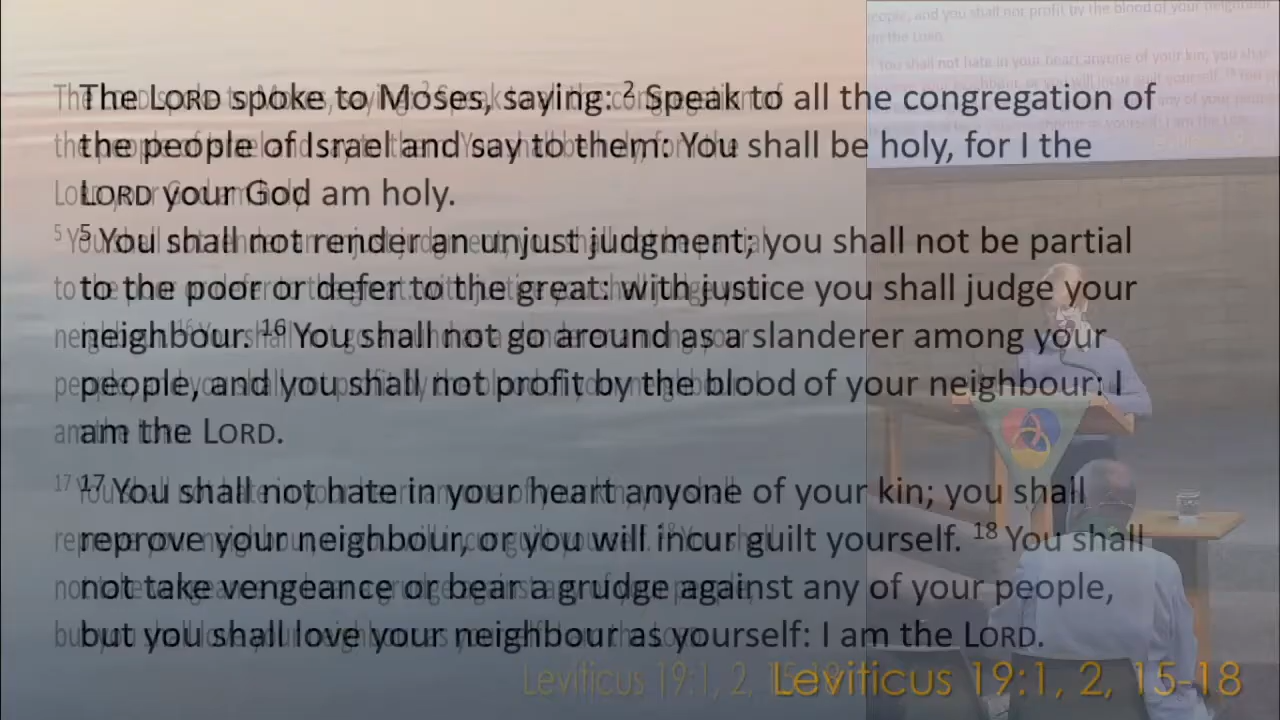 The LORD spoke to Moses, saying: 2 Speak to all the congregation of
the people of Israel and say to them: You shall be holy, for I the
LORD your God am holy.
5 You shall not render an unjust judgment; you shall not be partial
to the poor or defer to the great: with justice you shall judge your
neighbour. 16 You shall not go around as a slanderer among your
people, and you shall not profit by the blood of your neighbour: I
am the LORD.
17 You shall not hate in your heart anyone of your kin; you shall
reprove your neighbour, or you will incur guilt yourself. 18 You shall
not take vengeance or bear a grudge against any of your people,
but you shall love your neighbour as yourself: I am the LORD.
Leviticus 19:1, 2, 15-18